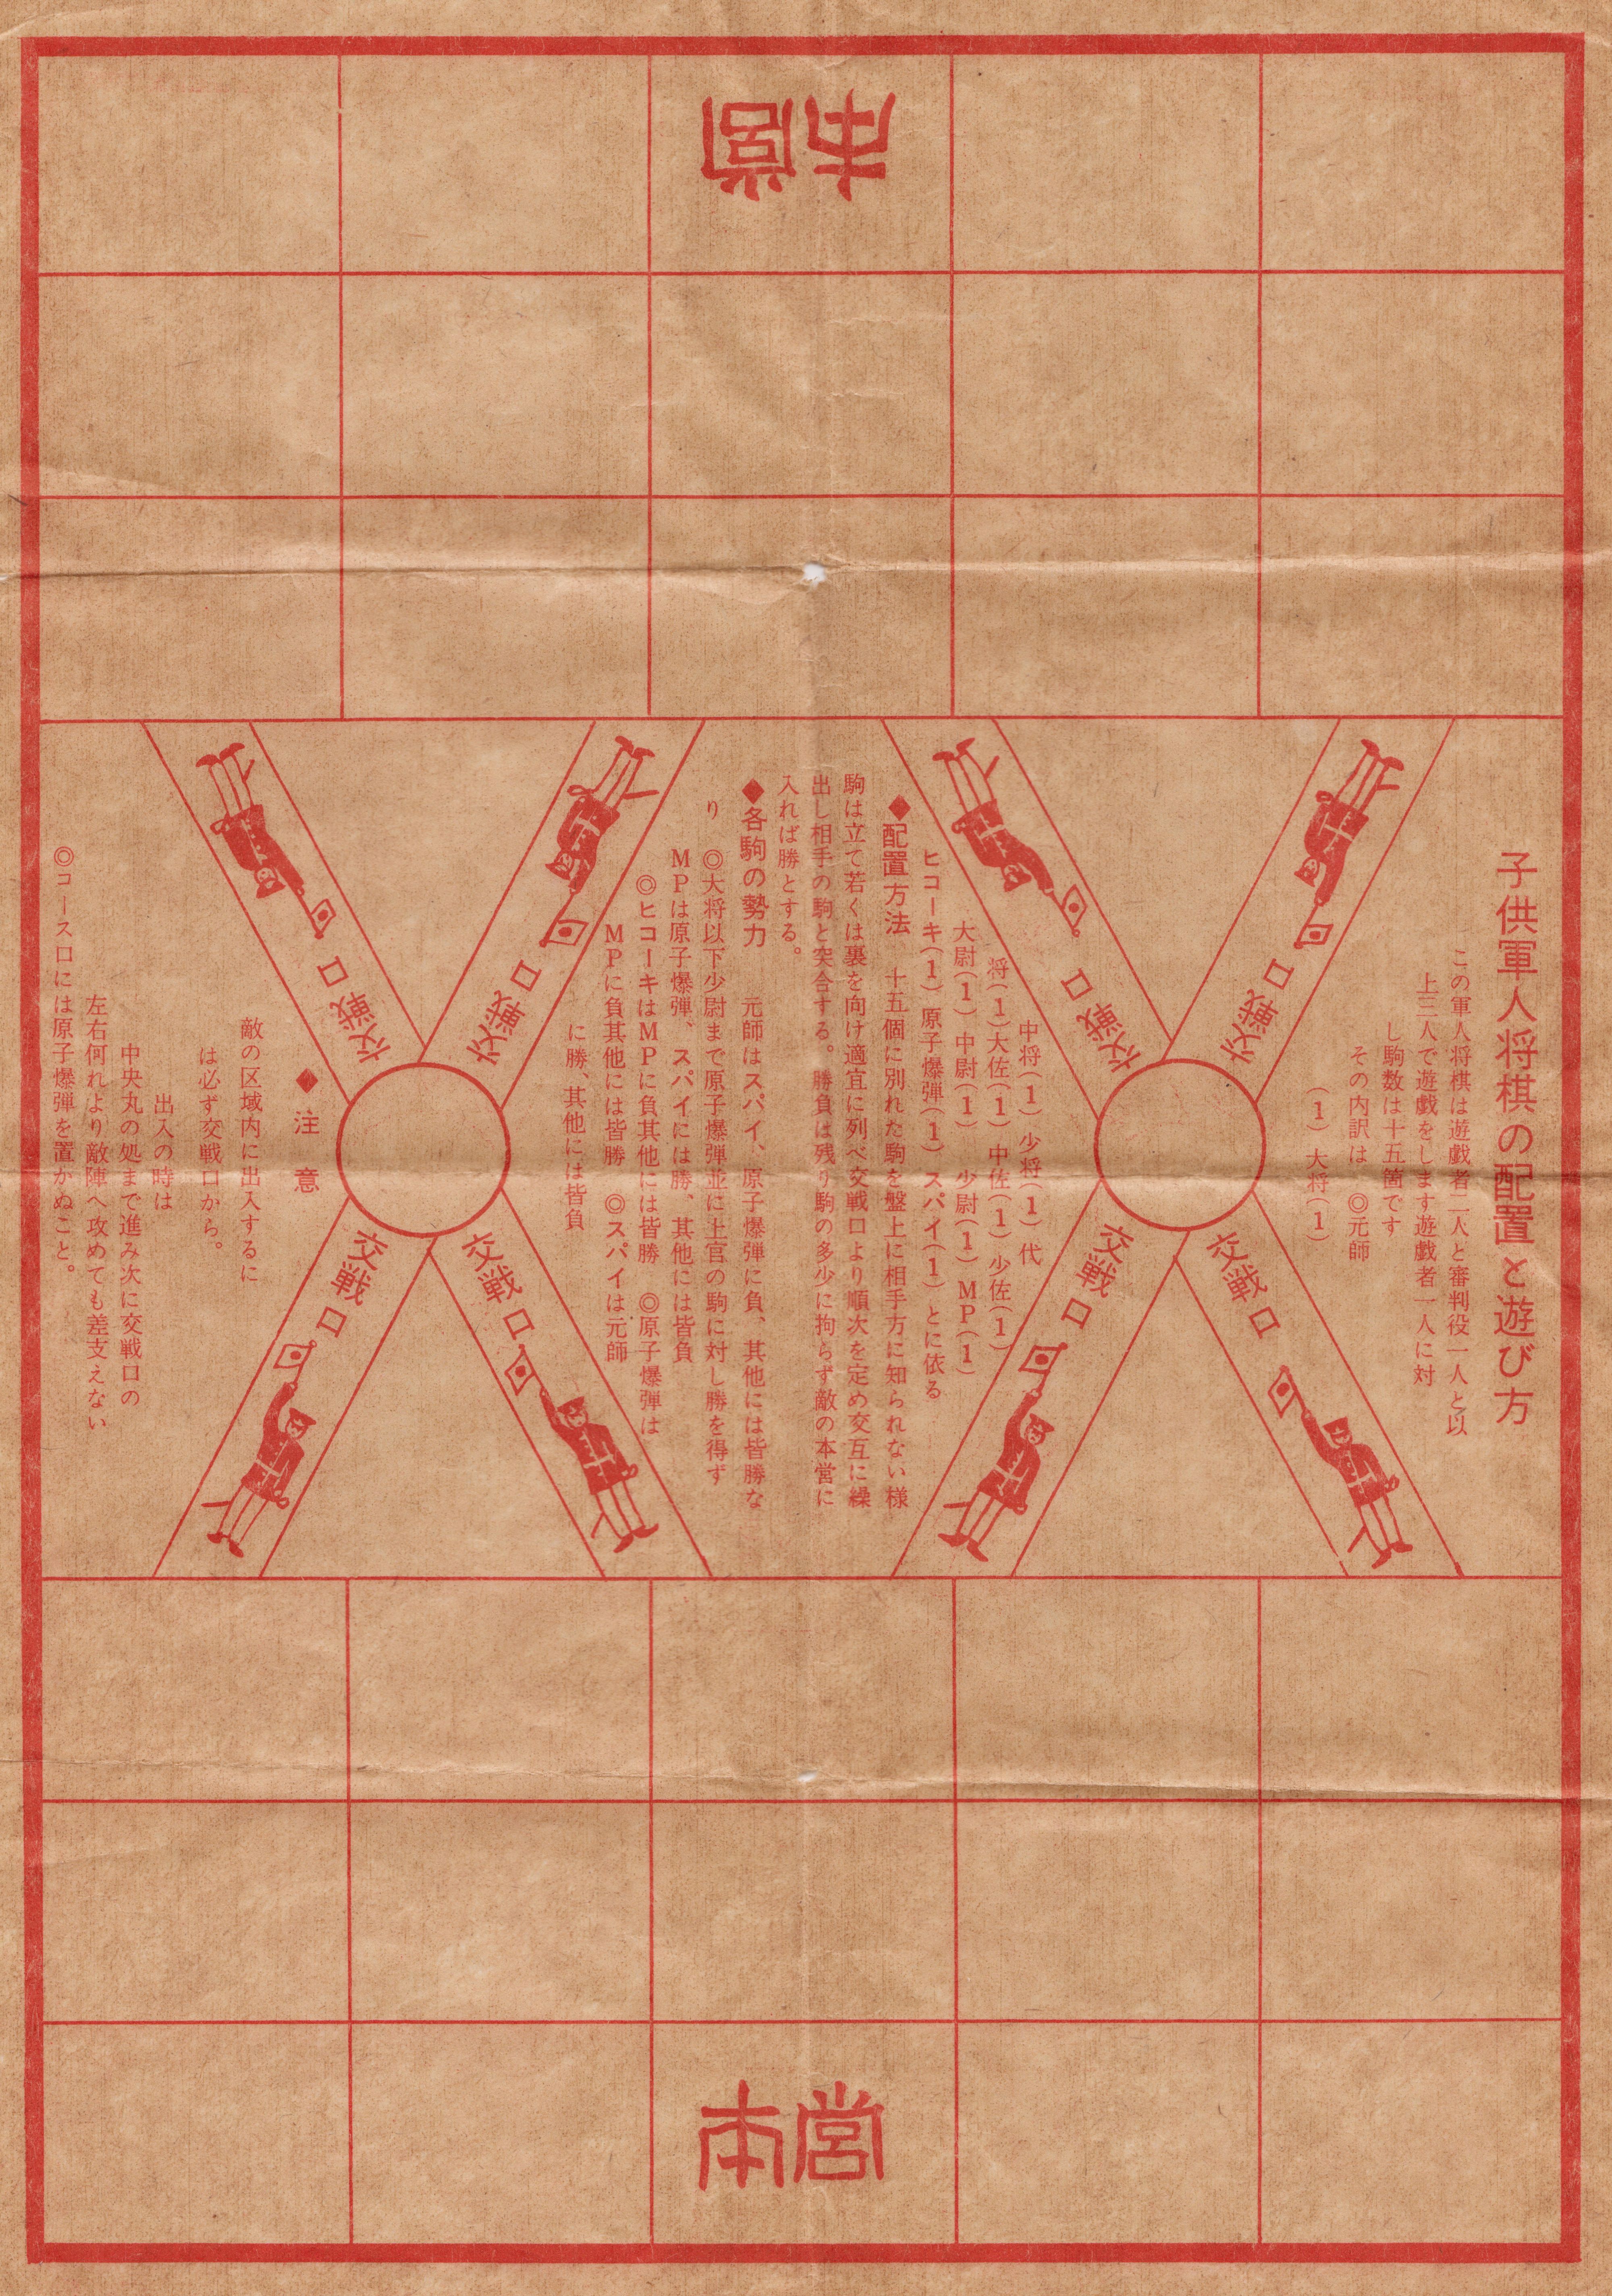 本営
子供軍人将棋の配置と遊び方
この軍人将棋は遊戯者二人と審判役一人と以
上三人で遊戯をします遊戯者一人に対
し駒数は十五箇です
その内訳は ◎元師
(1) 大将(1)
中将(1) 少将(1) 代
将(1)大佐(1) 中佐(1) 少佐(1)
大尉(1) 中尉(1) 少尉(1) MP(1)
ヒコーキ(1) 原子爆弾(1) スパイ(1) とに依る
◆配置方法 十五個に別れた駒を盤上に相手方に知られない様
駒は立て若くは裏を向け適宜に列べ交戦口より順次を定め交互に繰
出し相手の駒と突合する。勝負は残り駒の多少に拘らず敵の本営に
入れば勝とする。
◆各駒の勢力 元師はスパイ、原子爆弾に負、其他には皆勝な
り ◎大将以下少尉まで原子爆弾並に上官の駒に対し勝を得ず
MPは原子爆弾、スパイには勝、其他には皆負
◎ヒコーキはMPに負其他には皆勝 ◎原子爆弾は
MPに負其他には皆勝 ◎スパイは元師
に勝、其他には皆負
◆注意
敵の区域内に出入するに
は必ず交戦口から。
出入の時は
中央丸の処まで進み次に交戦口の
左右何れより敵陣へ攻めても差支えない
◎コース口には原子爆弾を置かぬこと。
交戦口
交戦口
交戦口
交戦口
交戦口
交戦口
交戦口
交戦口
本営